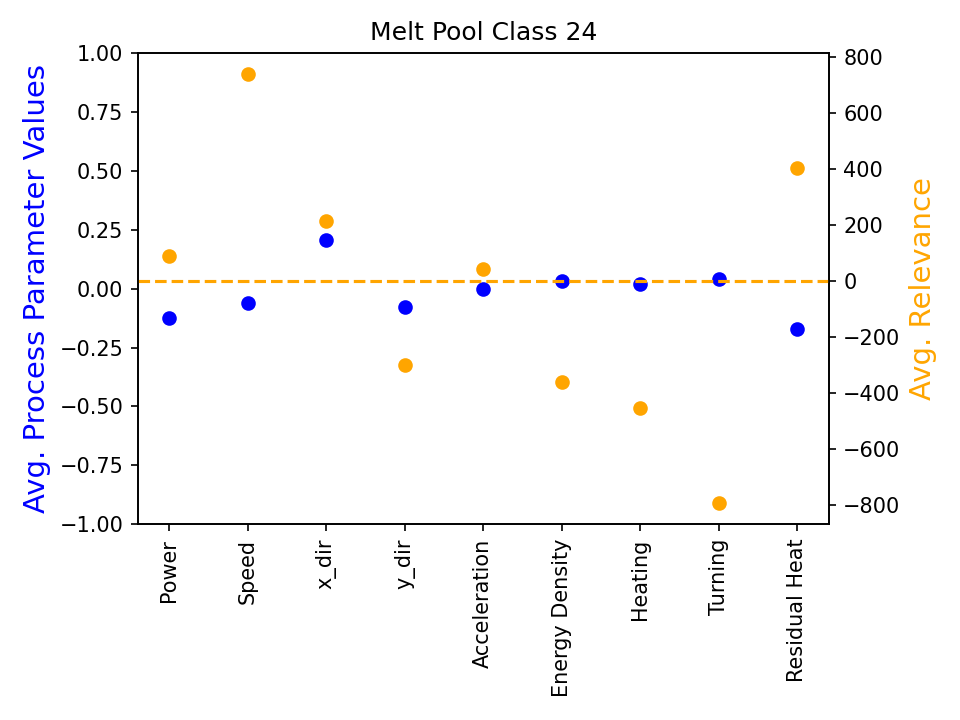 Melt Pool Class 24
Avg. Process Parameter Values
1.00
0.75
0.50
0.25
0.00
−0.25
−0.50
−0.75
−1.00
800
600
400
200
0
−200
−400
−600
−800
Avg. Relevance
Power
Speed
x_dir
y_dir
Acceleration
Energy Density
Heating
Turning
Residual Heat